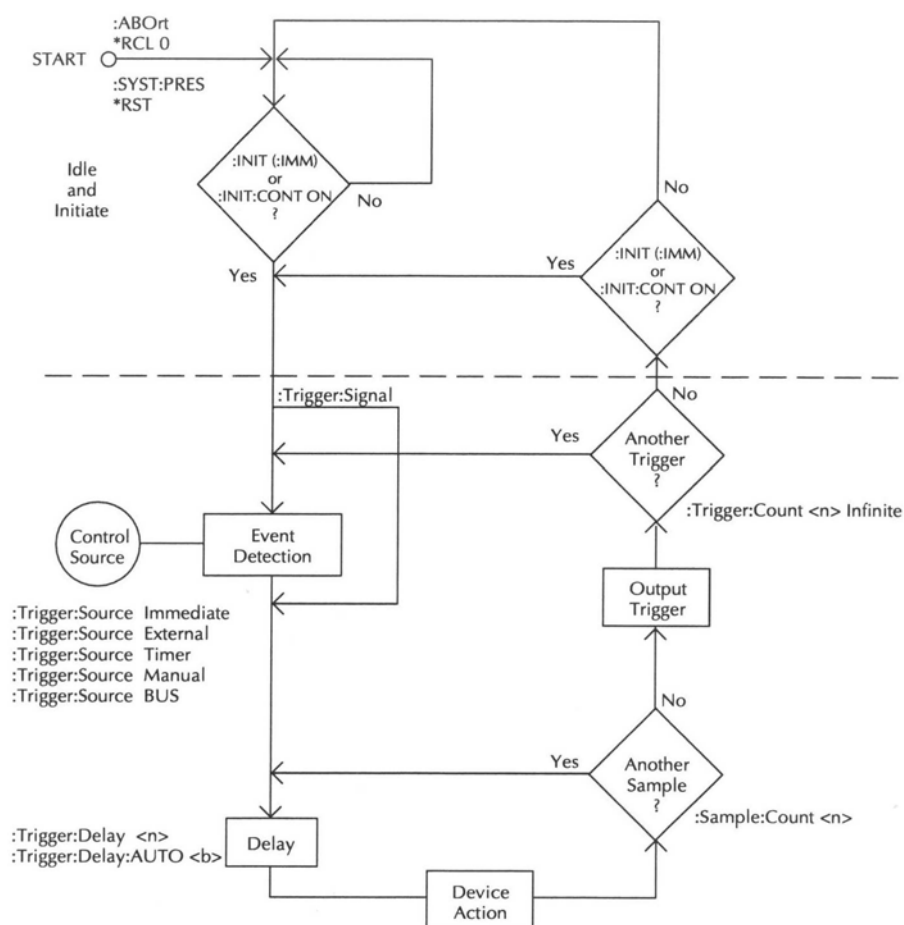 :ABOrt
*RCL 0
START
:SYST:PRES
*RST
Idle
and
Initiate
:INIT (:IMM)
or
:INIT:CONT ON
?
No
Yes
No
:INIT (:IMM)
or
:INIT:CONT ON
?
Yes
:Trigger:Signal
No
Another
Trigger
?
Yes
:Trigger:Count <n> Infinite
Control
Source
Event
Detection
Output
Trigger
:Trigger:Source Immediate
:Trigger:Source External
:Trigger:Source Timer
:Trigger:Source Manual
:Trigger:Source BUS
No
Another
Sample
?
Yes
:Sample:Count <n>
:Trigger:Delay <n>
:Trigger:Delay:AUTO <b>
Delay
Device
Action